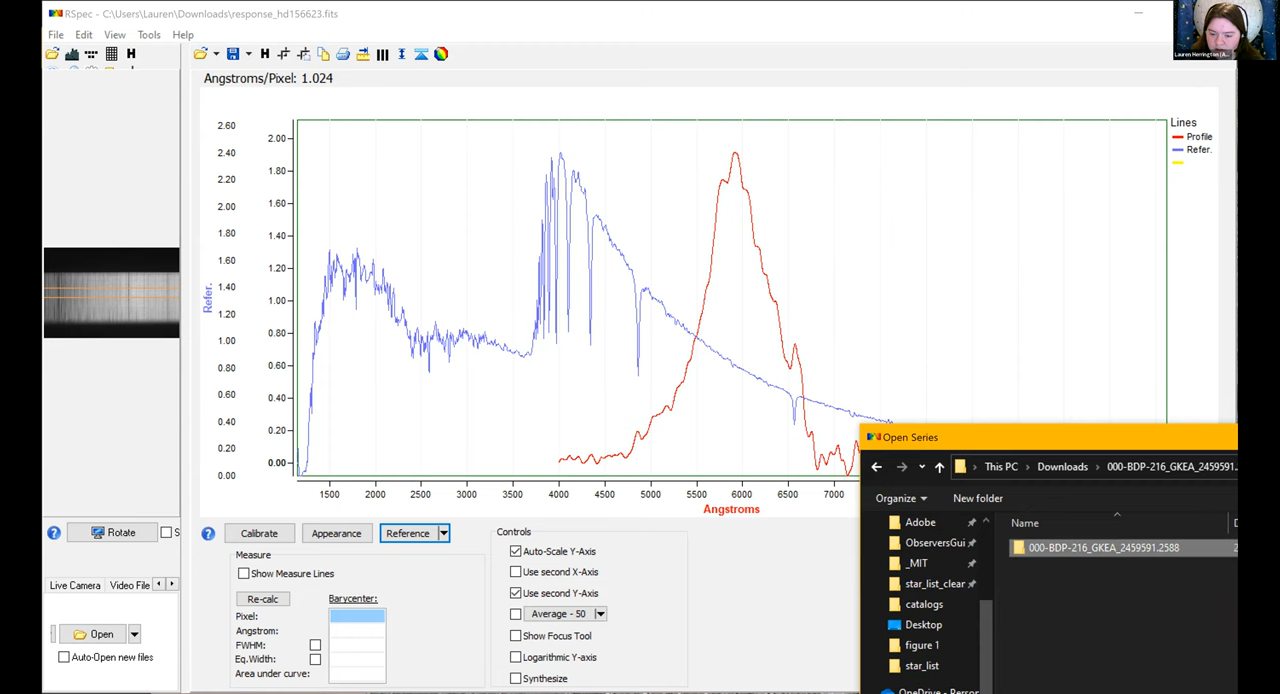 RSpec - C:\Users\Lauren\Downloads\response_hd156623.fits
File Edit View Tools Help
H H
Angstroms/Pixel: 1.024
Lines
Profile
Refer.
2.60
2.40
2.20
2.00
1.80
1.60
1.40
1.20
1.00
0.80
0.60
0.40
0.20
0.00
2.00
1.80
1.60
1.40
1.20
1.00
0.80
0.60
0.40
0.20
0.00
Refer.
1500 2000 2500 3000 3500 4000 4500 5000 5500 6000 6500 7000
Angstroms
Rotate S
Live Camera Video File
Open
Auto-Open new files
Calibrate Appearance Reference
Measure
Show Measure Lines
Re-calc Barycenter:
Pixel:
Angstrom:
FWHM:
Eq.Width:
Area under curve:
Controls
Auto-Scale Y-Axis
Use second X-Axis
Use second Y-Axis
Average - 50
Show Focus Tool
Logarithmic Y-axis
Synthesize
Open Series
This PC > Downloads > 000-BDP-216_GKEA_2459591.
Organize New folder
Name
Adobe
ObserversGui
_MIT
star_list_clear
catalogs
Desktop
figure 1
star_list
OneDrive - Person
000-BDP-216_GKEA_2459591.2588